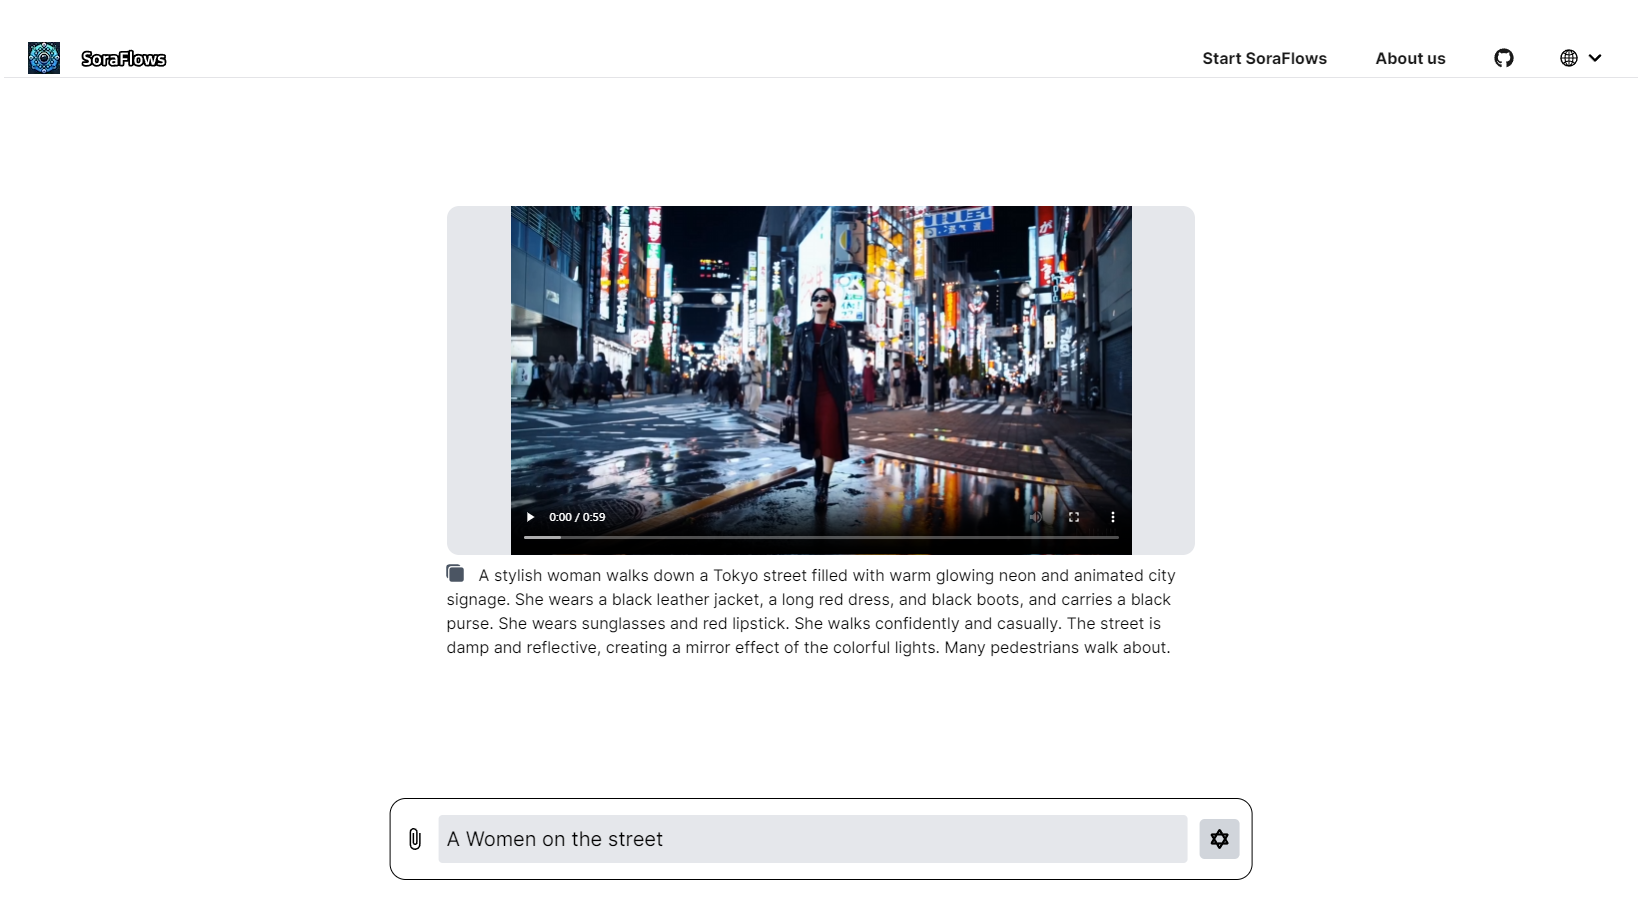 SoraFlows
Start SoraFlows
About us
0:00 / 0:59
A stylish woman walks down a Tokyo street filled with warm glowing neon and animated city
signage. She wears a black leather jacket, a long red dress, and black boots, and carries a black
purse. She wears sunglasses and red lipstick. She walks confidently and casually. The street is
damp and reflective, creating a mirror effect of the colorful lights. Many pedestrians walk about.
A Women on the street